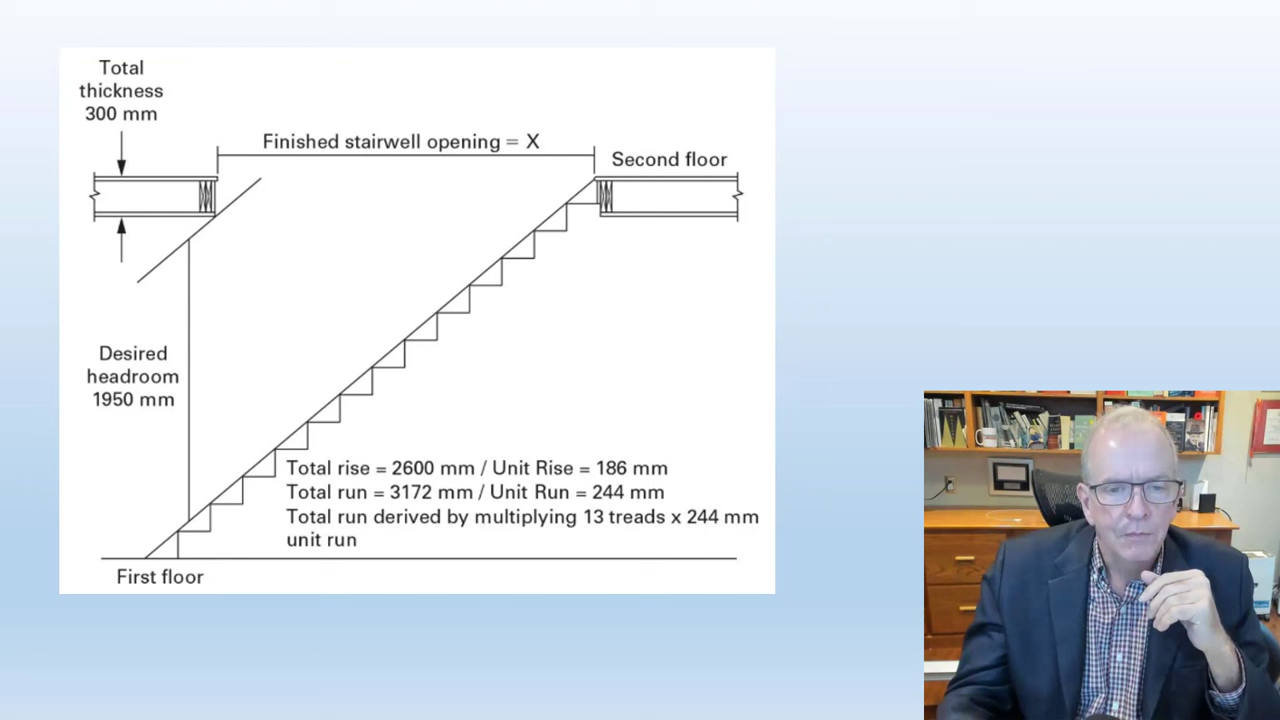 Total
thickness
300 mm
Finished stairwell opening = X
Second floor
Desired
headroom
1950 mm
Total rise = 2600 mm / Unit Rise = 186 mm
Total run = 3172 mm / Unit Run = 244 mm
Total run derived by multiplying 13 treads x 244 mm
unit run
First floor